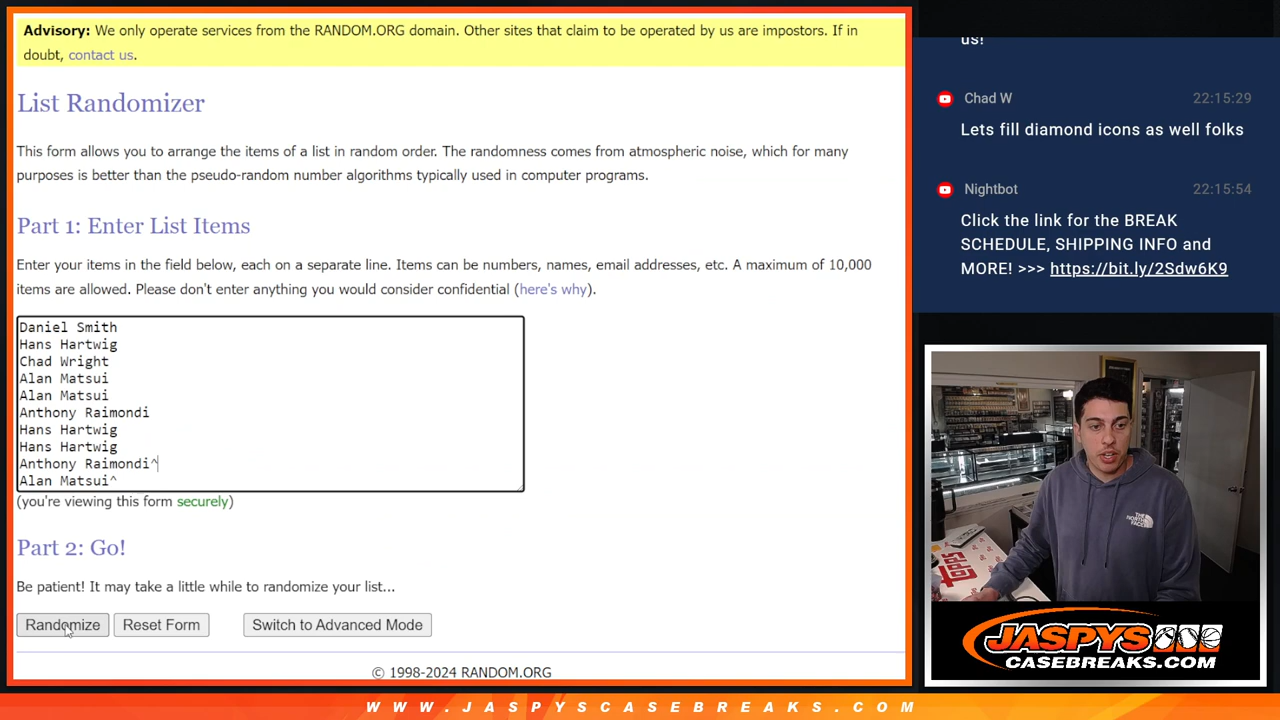 Advisory: We only operate services from the RANDOM.ORG domain. Other sites that claim to be operated by us are impostors. If in
doubt, contact us.
List Randomizer
This form allows you to arrange the items of a list in random order. The randomness comes from atmospheric noise, which for many
purposes is better than the pseudo-random number algorithms typically used in computer programs.
Part 1: Enter List Items
Enter your items in the field below, each on a separate line. Items can be numbers, names, email addresses, etc. A maximum of 10,000
items are allowed. Please don't enter anything you would consider confidential (here's why).
Daniel Smith
Hans Hartwig
Chad Wright
Alan Matsui
Alan Matsui
Anthony Raimondi
Hans Hartwig
Hans Hartwig
Anthony Raimondi^
Alan Matsui^
(you're viewing this form securely)
Part 2: Go!
Be patient! It may take a little while to randomize your list...
Randomize Reset Form Switch to Advanced Mode
© 1998-2024 RANDOM.ORG
us!
Chad W 22:15:29
Lets fill diamond icons as well folks
Nightbot 22:15:54
Click the link for the BREAK
SCHEDULE, SHIPPING INFO and
MORE! >>> https://bit.ly/2Sdw6K9
THE NORTH FACE
TOPPS
JASPYS
CASEBREAKS.COM
WWW.JASPYSCASEBREAKS.COM